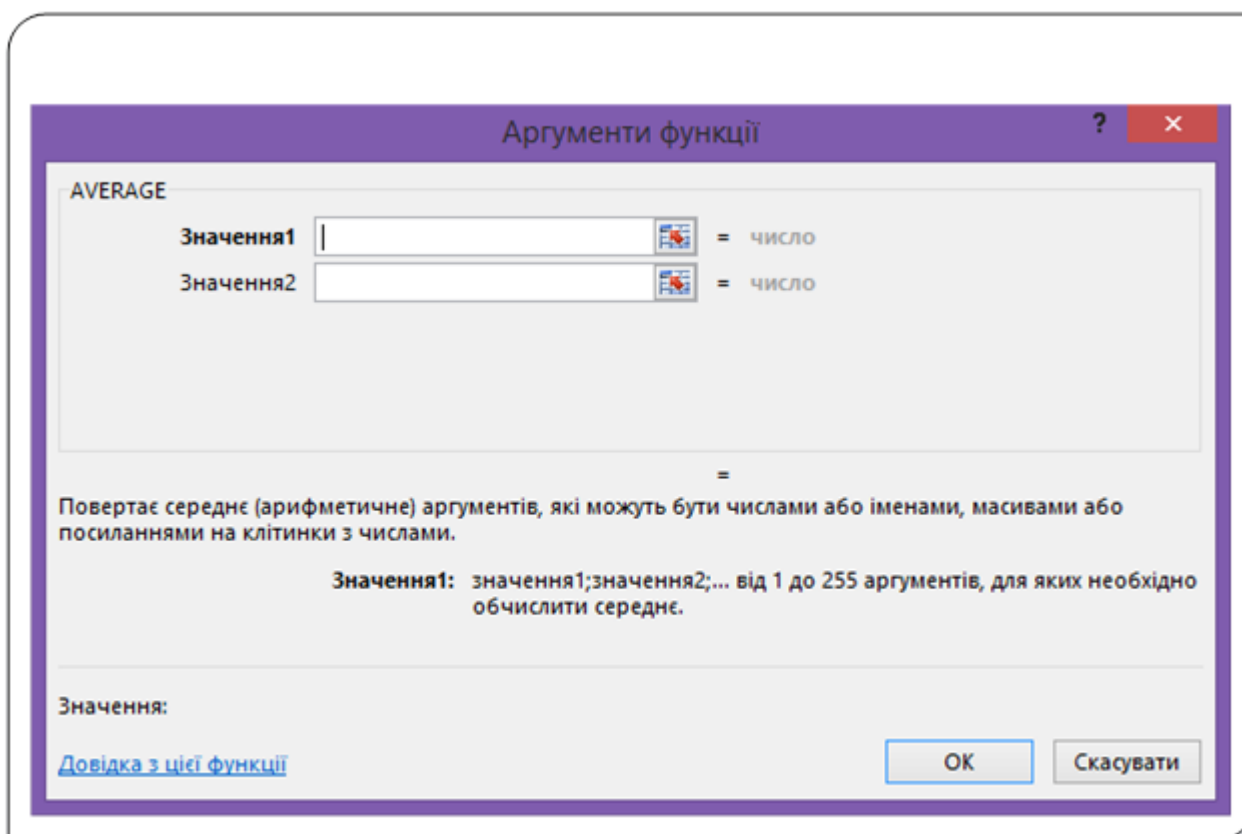 Аргументи функції
?
AVERAGE
Значення1 = число
Значення2 = число
=
Повертає середнє (арифметичне) аргументів, які можуть бути числами або іменами, масивами або
посиланнями на клітинки з числами.
Значення1: значення1;значення2;... від 1 до 255 аргументів, для яких необхідно
обчислити середнє.
Значення:
Довідка з цієї функції
ОК
Скасувати